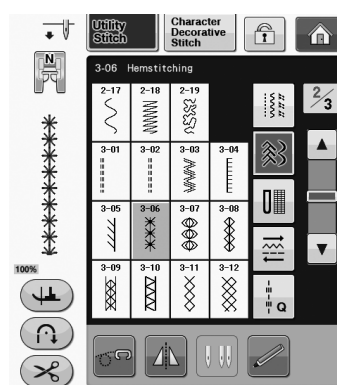 Utility
Stitch
Character
Decorative
Stitch
N
3-06 Hemstitching
2-17 2-18 2-19
2/3
3-01 3-02 3-03 3-04
3-05 3-06 3-07 3-08
100%
3-09 3-10 3-11 3-12
Q